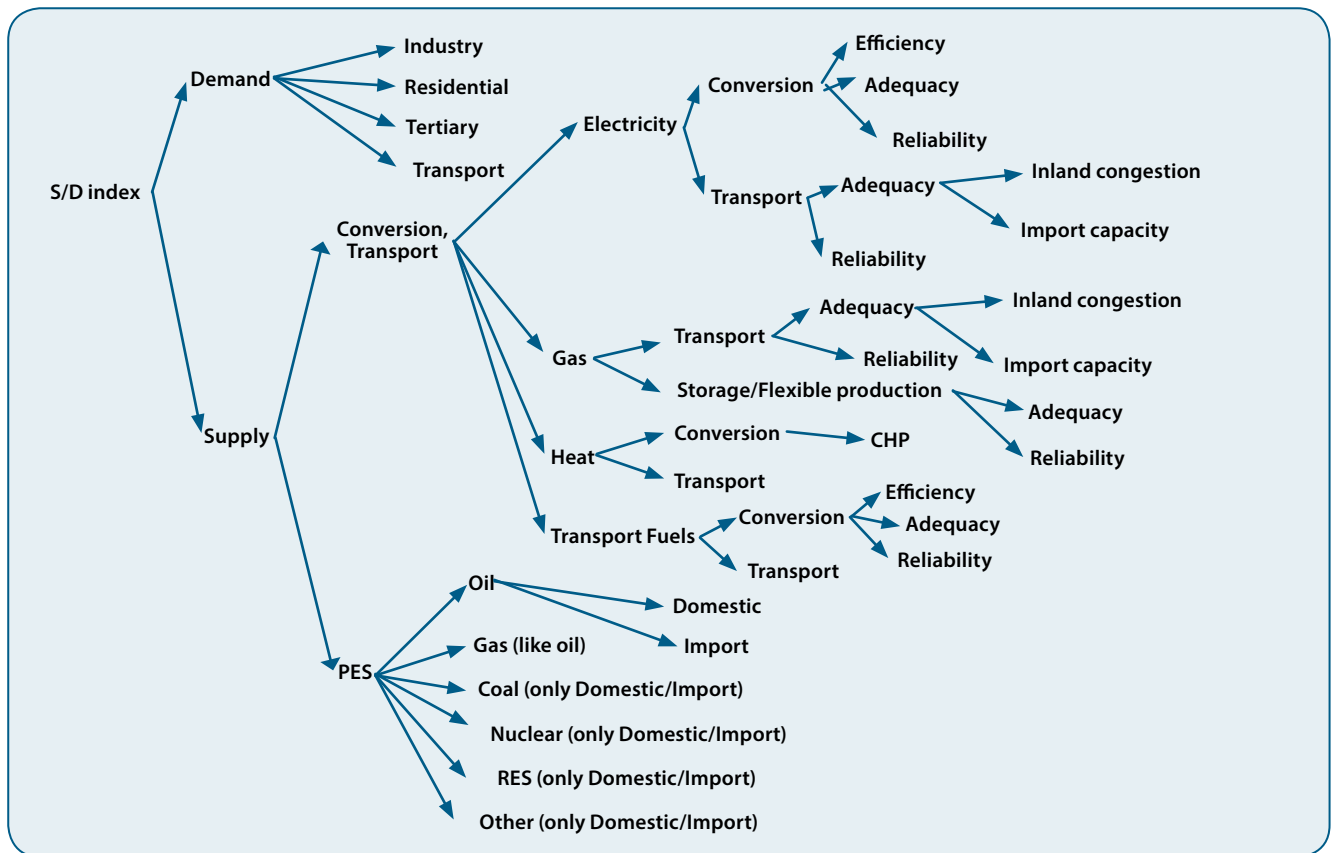 S/D index
Demand
Industry
Residential
Tertiary
Transport
Supply
Conversion,
Transport
Electricity
Conversion
Efficiency
Adequacy
Reliability
Transport
Adequacy
Inland congestion
Import capacity
Reliability
Gas
Transport
Adequacy
Inland congestion
Import capacity
Reliability
Storage/Flexible production
Adequacy
Reliability
Heat
Conversion
CHP
Transport
Transport Fuels
Conversion
Efficiency
Adequacy
Reliability
Transport
PES
Oil
Domestic
Import
Gas (like oil)
Coal (only Domestic/Import)
Nuclear (only Domestic/Import)
RES (only Domestic/Import)
Other (only Domestic/Import)